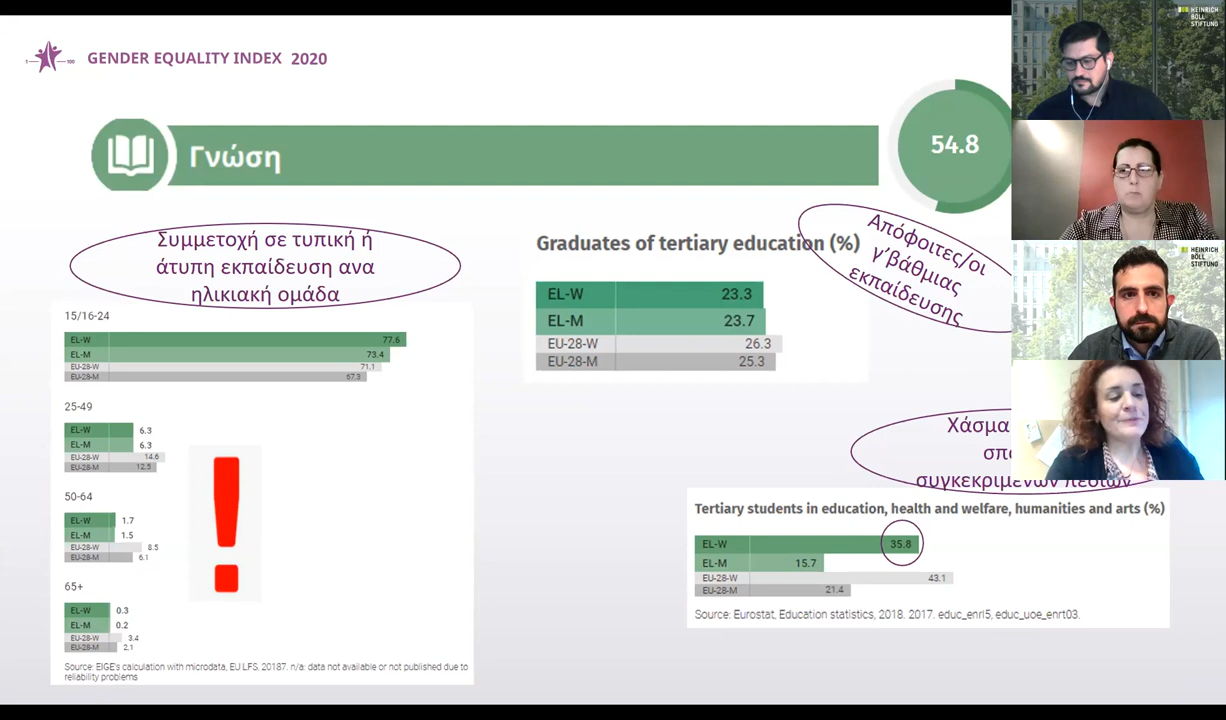 GENDER EQUALITY INDEX 2020
1
100
HEINRICH
BÖLL
STIFTUNG
Γνώση
54.8
Συμμετοχή σε τυπική ή
άτυπη εκπαίδευση ανα
ηλικιακή ομάδα
15/16-24
EL-W 77.6
EL-M 73.4
EU-28-W 71.1
EU-28-M 67.3
25-49
EL-W 6.3
EL-M 6.3
EU-28-W 14.6
EU-28-M 12.5
50-64
EL-W 1.7
EL-M 1.5
EU-28-W 8.5
EU-28-M 6.1
65+
EL-W 0.3
EL-M 0.2
EU-28-W 3.4
EU-28-M 2.1
Source: EIGE's calculation with microdata, EU LFS, 20187. n/a: data not available or not published due to
reliability problems
!
Graduates of tertiary education (%)
EL-W 23.3
EL-M 23.7
EU-28-W 26.3
EU-28-M 25.3
Απόφοιτες/οι
γ΄βάθμιας
εκπαίδευσης
HEINRICH
BÖLL
STIFTUNG
Χάσμα
σπο
συγκεκριμένων πεδίων
Tertiary students in education, health and welfare, humanities and arts (%)
EL-W 35.8
EL-M 15.7
EU-28-W 43.1
EU-28-M 21.4
Source: Eurostat, Education statistics, 2018. 2017. educ_enrl5, educ_uoe_enrt03.